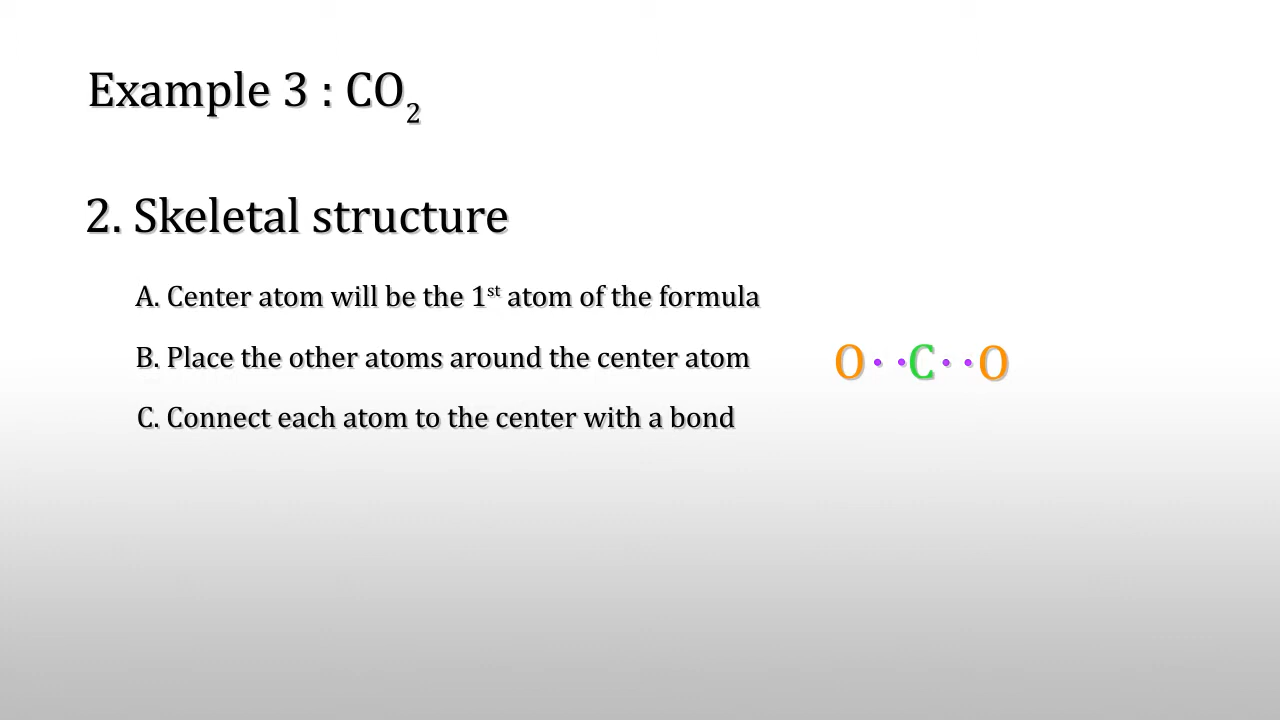 Example 3 : CO₂
2. Skeletal structure
A. Center atom will be the 1ˢᵗ atom of the formula
B. Place the other atoms around the center atom
O··C··O
C. Connect each atom to the center with a bond